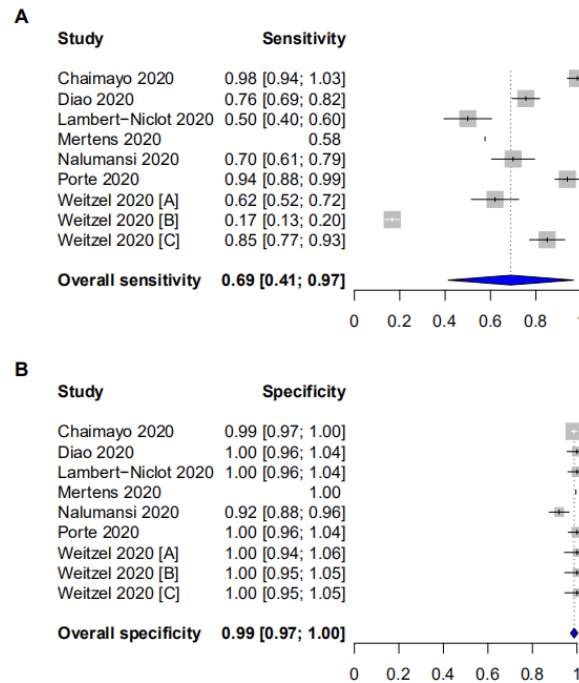 A
Study Sensitivity
Chaimayo 2020 0.98 [0.94; 1.03]
Diao 2020 0.76 [0.69; 0.82]
Lambert−Niclot 2020 0.50 [0.40; 0.60]
Mertens 2020 0.58
Nalumansi 2020 0.70 [0.61; 0.79]
Porte 2020 0.94 [0.88; 0.99]
Weitzel 2020 [A] 0.62 [0.52; 0.72]
Weitzel 2020 [B] 0.17 [0.13; 0.20]
Weitzel 2020 [C] 0.85 [0.77; 0.93]
Overall sensitivity 0.69 [0.41; 0.97]
0 0.2 0.4 0.6 0.8 1
B
Study Specificity
Chaimayo 2020 0.99 [0.97; 1.00]
Diao 2020 1.00 [0.96; 1.04]
Lambert−Niclot 2020 1.00 [0.96; 1.04]
Mertens 2020 1.00
Nalumansi 2020 0.92 [0.88; 0.96]
Porte 2020 1.00 [0.96; 1.04]
Weitzel 2020 [A] 1.00 [0.94; 1.06]
Weitzel 2020 [B] 1.00 [0.95; 1.05]
Weitzel 2020 [C] 1.00 [0.95; 1.05]
Overall specificity 0.99 [0.97; 1.00]
0 0.2 0.4 0.6 0.8 1